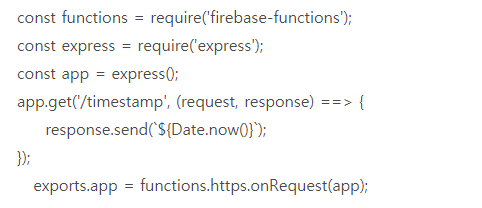 const functions = require('firebase-functions');
const express = require('express');
const app = express();
app.get('/timestamp', (request, response) ==> {
response.send(`${Date.now()}`);
});
exports.app = functions.https.onRequest(app);